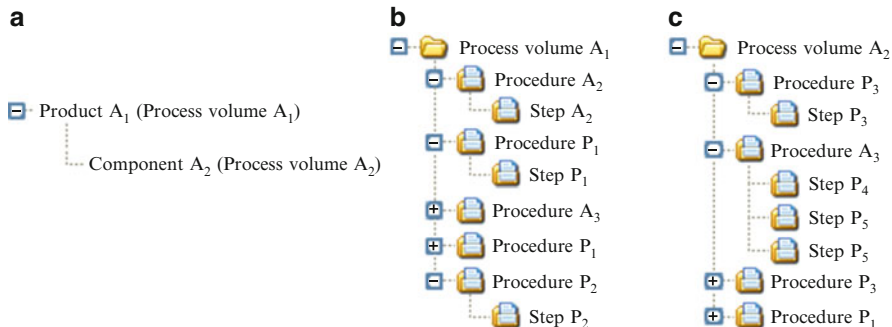 a
Product A₁ (Process volume A₁)
Component A₂ (Process volume A₂)
b
Process volume A₁
Procedure A₂
Step A₂
Procedure P₁
Step P₁
Procedure A₃
Procedure P₁
Procedure P₂
Step P₂
c
Process volume A₂
Procedure P₃
Step P₃
Procedure A₃
Step P₄
Step P₅
Step P₅
Procedure P₃
Procedure P₁